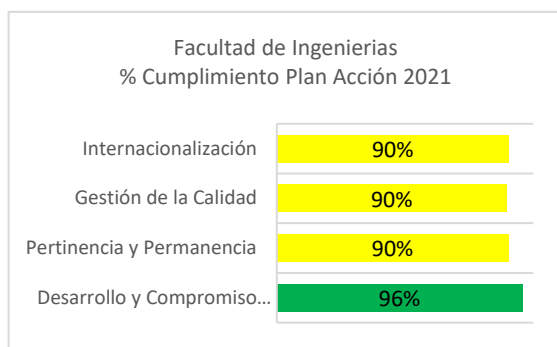 Facultad de Ingenierias
% Cumplimiento Plan Acción 2021
Internacionalización 90%
Gestión de la Calidad 90%
Pertinencia y Permanencia 90%
Desarrollo y Compromiso... 96%